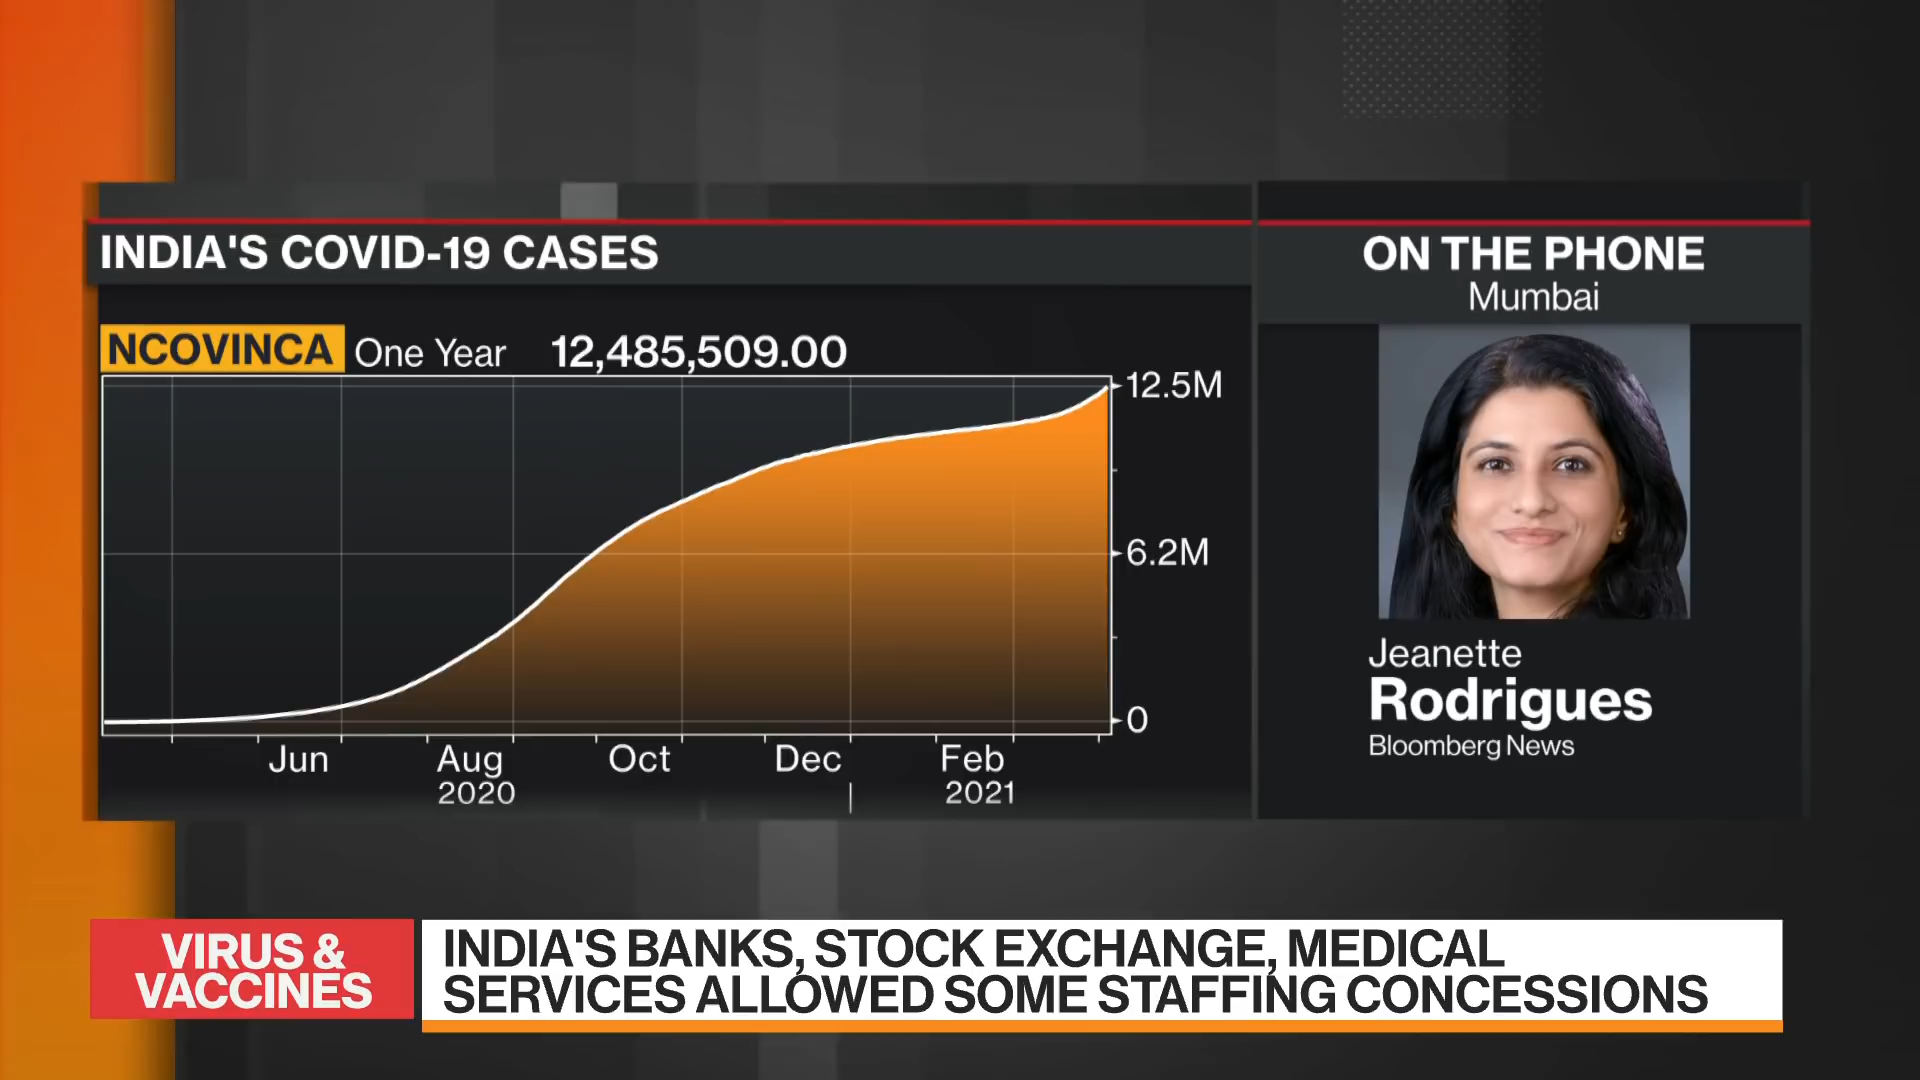 INDIA'S COVID-19 CASES
NCOVINCA One Year 12,485,509.00
12.5M
6.2M
0
Jun Aug Oct Dec Feb
2020 2021
ON THE PHONE
Mumbai
Jeanette
Rodrigues
Bloomberg News
VIRUS &
VACCINES
INDIA'S BANKS, STOCK EXCHANGE, MEDICAL
SERVICES ALLOWED SOME STAFFING CONCESSIONS